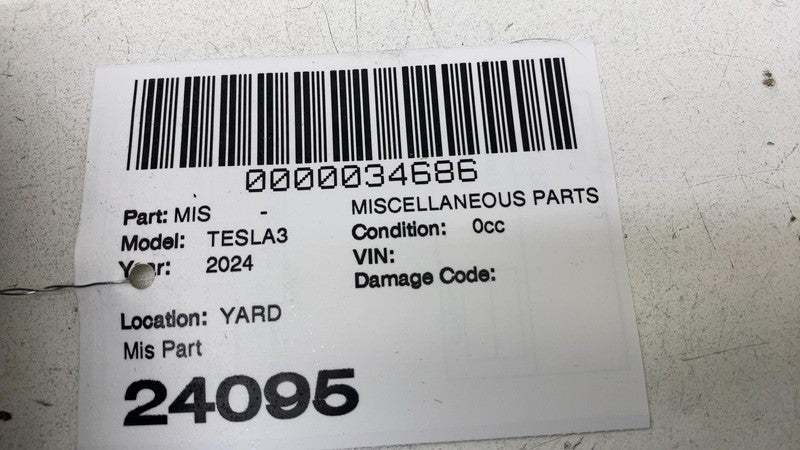 0000034686
Part: MIS - MISCELLANEOUS PARTS
Model: TESLA3 Condition: 0cc
Year: 2024 VIN:
Damage Code:
Location: YARD
Mis Part
24095